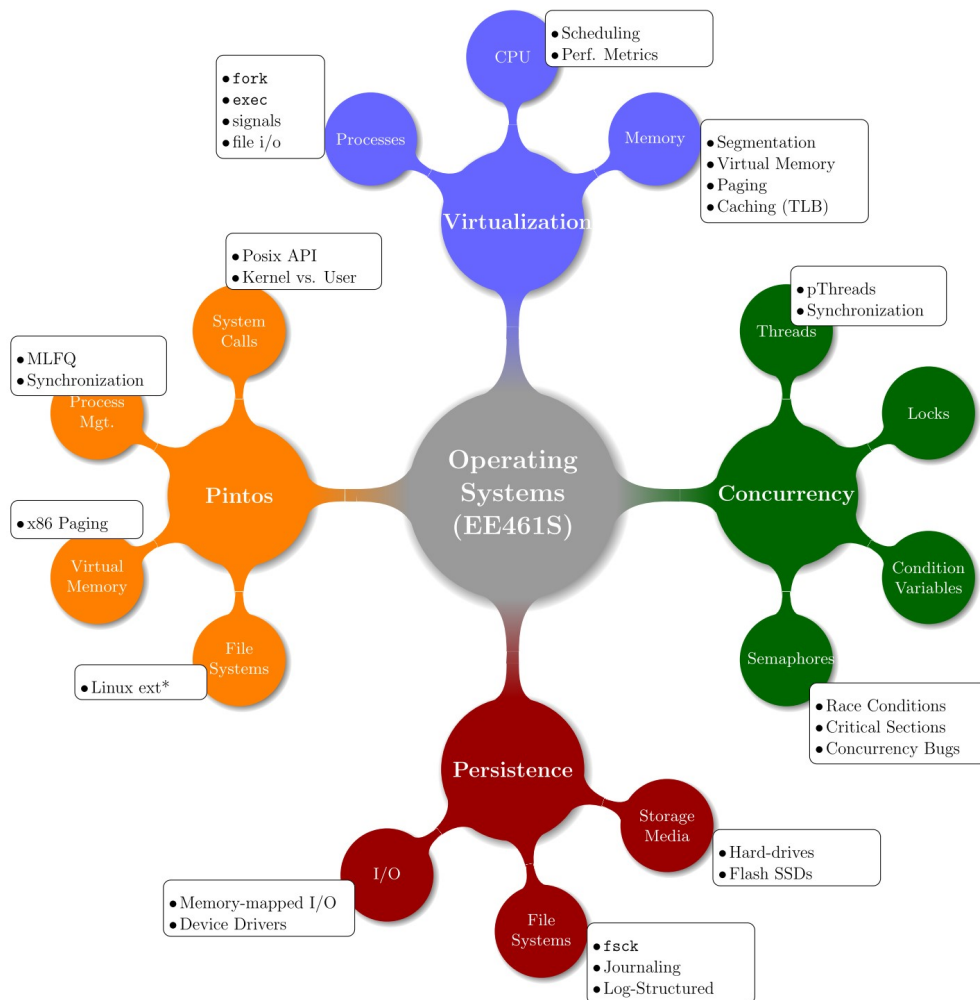 Operating
Systems
(EE461S)
Virtualization
Processes
● fork
● exec
● signals
● file i/o
CPU
● Scheduling
● Perf. Metrics
Memory
● Segmentation
● Virtual Memory
● Paging
● Caching (TLB)
Concurrency
Threads
● pThreads
● Synchronization
Locks
Condition
Variables
Semaphores
● Race Conditions
● Critical Sections
● Concurrency Bugs
Persistence
Storage
Media
● Hard-drives
● Flash SSDs
File
Systems
● fsck
● Journaling
● Log-Structured
I/O
● Memory-mapped I/O
● Device Drivers
Pintos
System
Calls
● Posix API
● Kernel vs. User
Process
Mgt.
● MLFQ
● Synchronization
Virtual
Memory
● x86 Paging
File
Systems
● Linux ext*